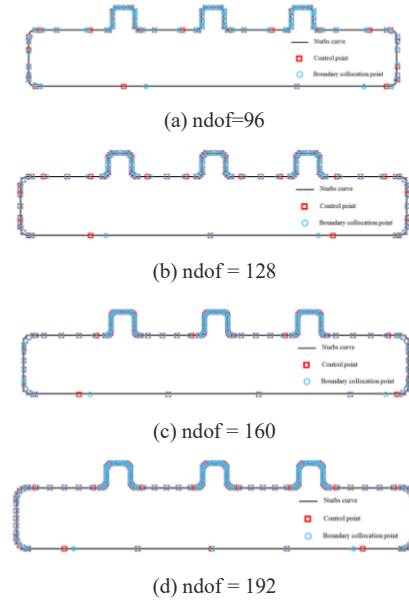 Nurbs curve
Control point
Boundary collocation point
(a) ndof=96
Nurbs curve
Control point
Boundary collocation point
(b) ndof = 128
Nurbs curve
Control point
Boundary collocation point
(c) ndof = 160
Nurbs curve
Control point
Boundary collocation point
(d) ndof = 192